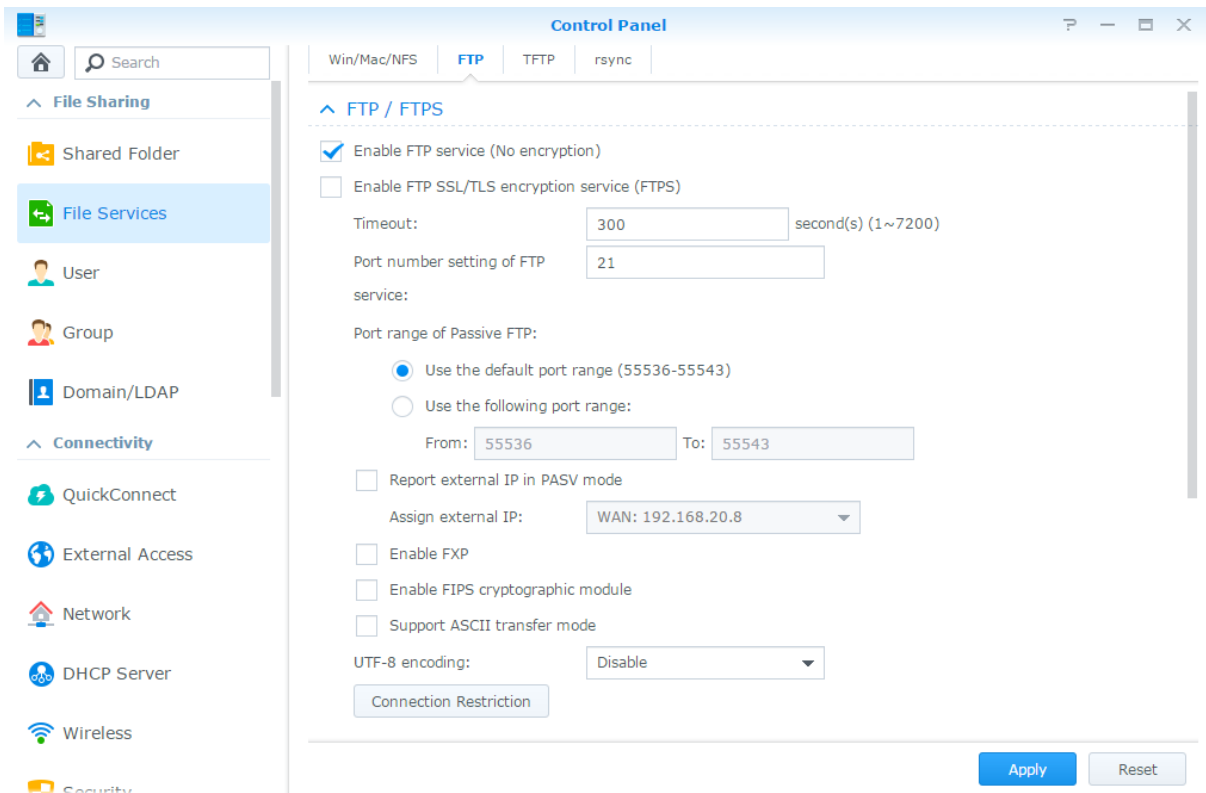 Control Panel
Search
File Sharing
Shared Folder
File Services
User
Group
Domain/LDAP
Connectivity
QuickConnect
External Access
Network
DHCP Server
Wireless
Security
Win/Mac/NFS FTP TFTP rsync
FTP / FTPS
Enable FTP service (No encryption)
Enable FTP SSL/TLS encryption service (FTPS)
Timeout: 300 second(s) (1~7200)
Port number setting of FTP 21
service:
Port range of Passive FTP:
Use the default port range (55536-55543)
Use the following port range:
From: 55536 To: 55543
Report external IP in PASV mode
Assign external IP: WAN: 192.168.20.8
Enable FXP
Enable FIPS cryptographic module
Support ASCII transfer mode
UTF-8 encoding: Disable
Connection Restriction
Apply Reset